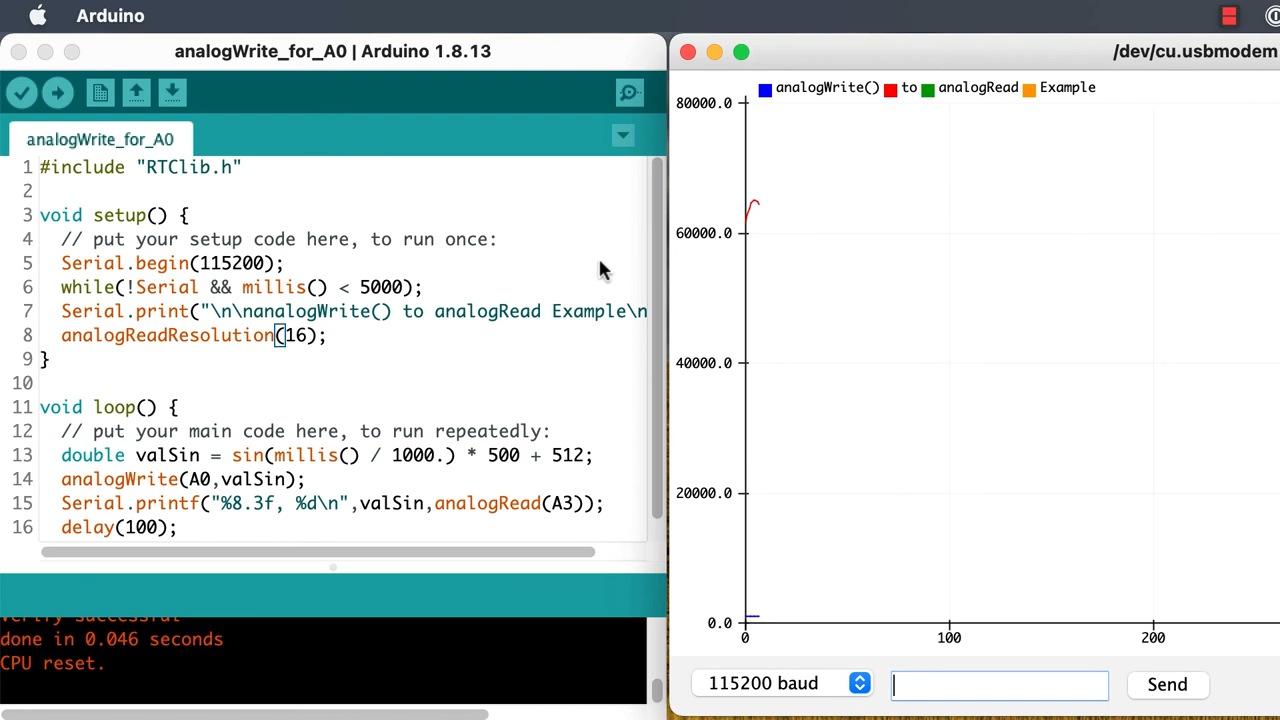 Arduino
analogWrite_for_A0 | Arduino 1.8.13
analogWrite_for_A0
1 #include "RTClib.h"
2
3 void setup() {
4 // put your setup code here, to run once:
5 Serial.begin(115200);
6 while(!Serial && millis() < 5000);
7 Serial.print("\n\nanalogWrite() to analogRead Example\n
8 analogReadResolution(16);
9 }
10
11 void loop() {
12 // put your main code here, to run repeatedly:
13 double valSin = sin(millis() / 1000.) * 500 + 512;
14 analogWrite(A0,valSin);
15 Serial.printf("%8.3f, %d\n",valSin,analogRead(A3));
16 delay(100);
Verify successful
done in 0.046 seconds
CPU reset.
/dev/cu.usbmodem
analogWrite() to analogRead Example
80000.0
60000.0
40000.0
20000.0
0.0
0 100 200
115200 baud Send